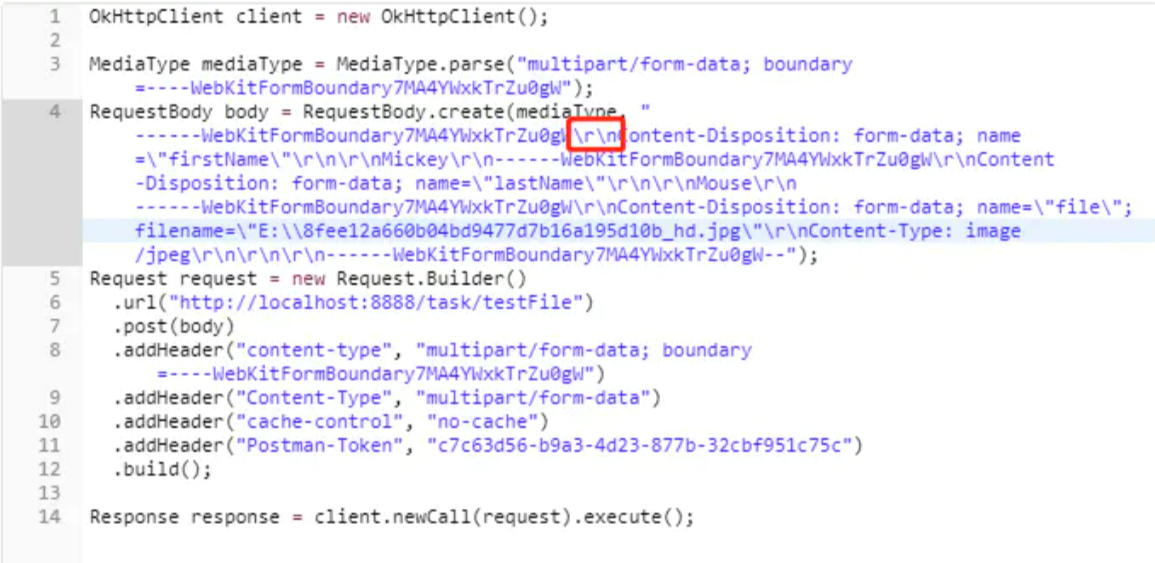 1 OkHttpClient client = new OkHttpClient();
2
3 MediaType mediaType = MediaType.parse("multipart/form-data; boundary
=----WebKitFormBoundary7MA4YWxkTrZu0gW");
4 RequestBody body = RequestBody.create(mediaType, "
------WebKitFormBoundary7MA4YWxkTrZu0gW\r\nContent-Disposition: form-data; name
=\"firstName\"\r\n\r\nMickey\r\n------WebKitFormBoundary7MA4YWxkTrZu0gW\r\nContent
-Disposition: form-data; name=\"lastName\"\r\n\r\nMouse\r\n
------WebKitFormBoundary7MA4YWxkTrZu0gW\r\nContent-Disposition: form-data; name=\"file\";
filename=\"E:\\8fee12a660b04bd9477d7b16a195d10b_hd.jpg\"\r\nContent-Type: image
/jpeg\r\n\r\n\r\n------WebKitFormBoundary7MA4YWxkTrZu0gW--");
5 Request request = new Request.Builder()
6 .url("http://localhost:8888/task/testFile")
7 .post(body)
8 .addHeader("content-type", "multipart/form-data; boundary
=----WebKitFormBoundary7MA4YWxkTrZu0gW")
9 .addHeader("Content-Type", "multipart/form-data")
10 .addHeader("cache-control", "no-cache")
11 .addHeader("Postman-Token", "c7c63d56-b9a3-4d23-877b-32cbf951c75c")
12 .build();
13
14 Response response = client.newCall(request).execute();